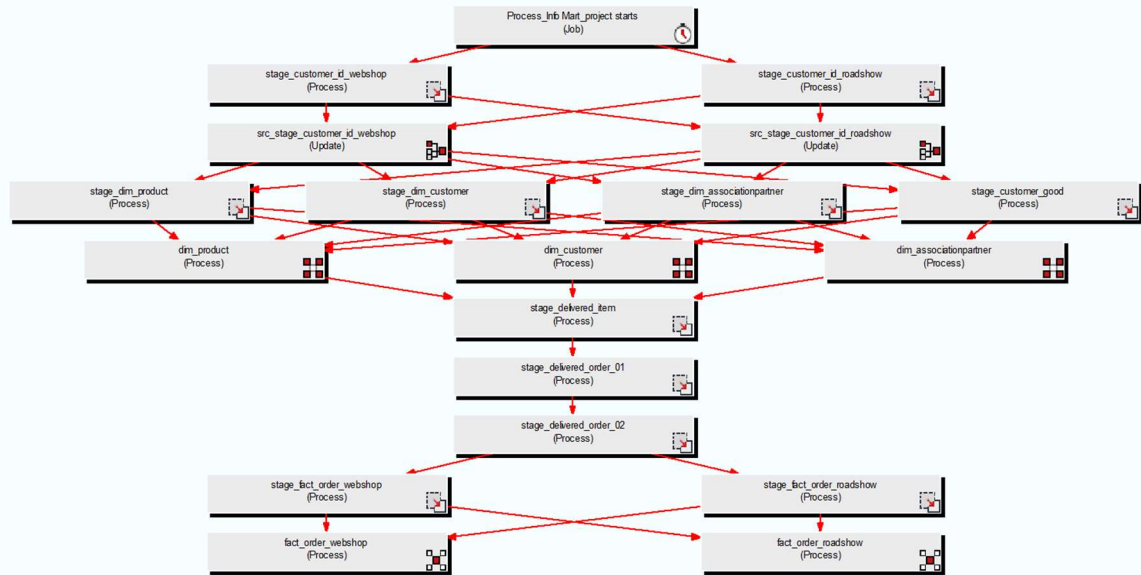 Process_Info Mart_project starts
(Job)
stage_customer_id_webshop
(Process)
stage_customer_id_roadshow
(Process)
src_stage_customer_id_webshop
(Update)
src_stage_customer_id_roadshow
(Update)
stage_dim_product
(Process)
stage_dim_customer
(Process)
stage_dim_associationpartner
(Process)
stage_customer_good
(Process)
dim_product
(Process)
dim_customer
(Process)
dim_associationpartner
(Process)
stage_delivered_item
(Process)
stage_delivered_order_01
(Process)
stage_delivered_order_02
(Process)
stage_fact_order_webshop
(Process)
stage_fact_order_roadshow
(Process)
fact_order_webshop
(Process)
fact_order_roadshow
(Process)